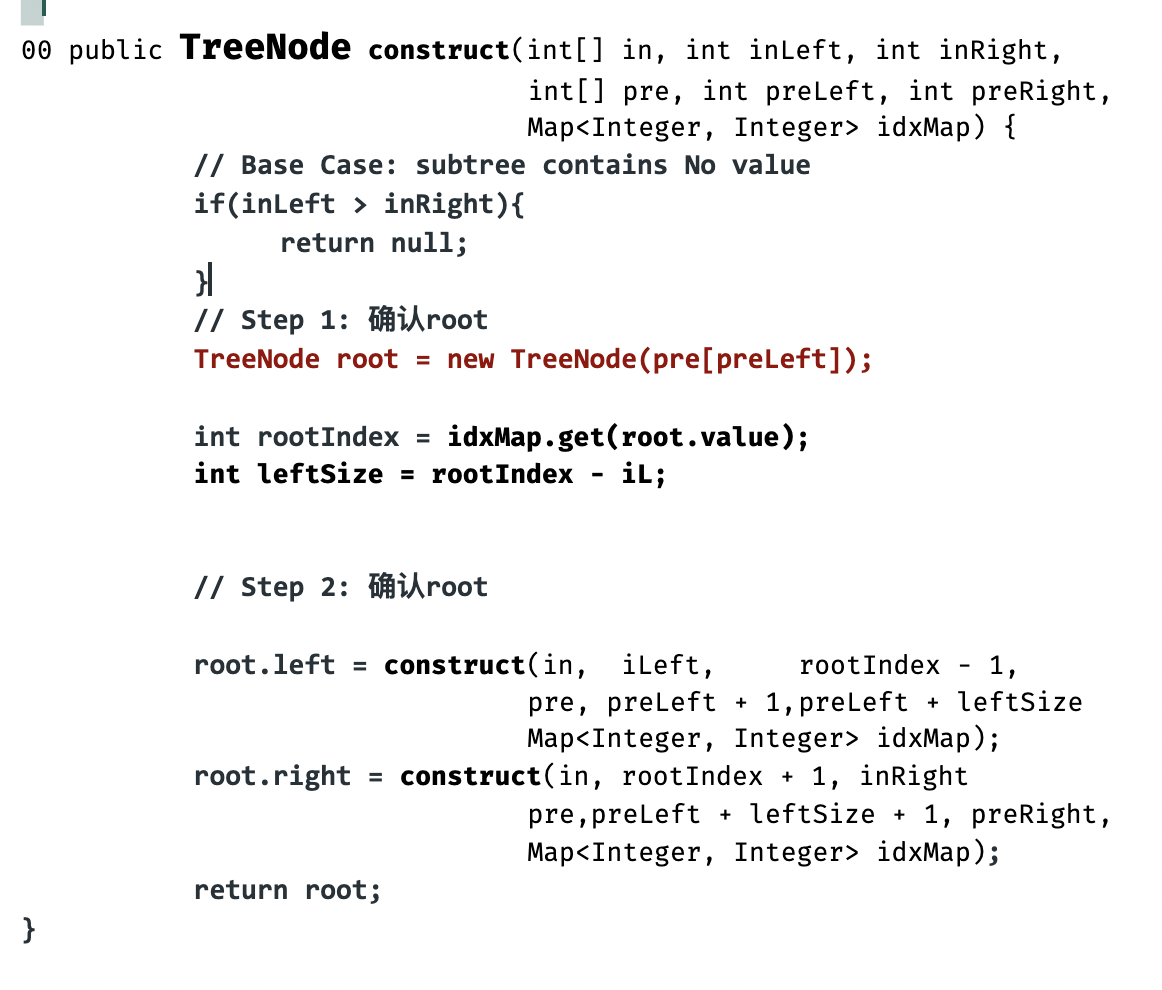 00 public TreeNode construct(int[] in, int inLeft, int inRight,
int[] pre, int preLeft, int preRight,
Map<Integer, Integer> idxMap) {
// Base Case: subtree contains No value
if(inLeft > inRight){
return null;
}
// Step 1: 确认root
TreeNode root = new TreeNode(pre[preLeft]);
int rootIndex = idxMap.get(root.value);
int leftSize = rootIndex - iL;
// Step 2: 确认root
root.left = construct(in, iLeft, rootIndex - 1,
pre, preLeft + 1,preLeft + leftSize
Map<Integer, Integer> idxMap);
root.right = construct(in, rootIndex + 1, inRight
pre,preLeft + leftSize + 1, preRight,
Map<Integer, Integer> idxMap);
return root;
}